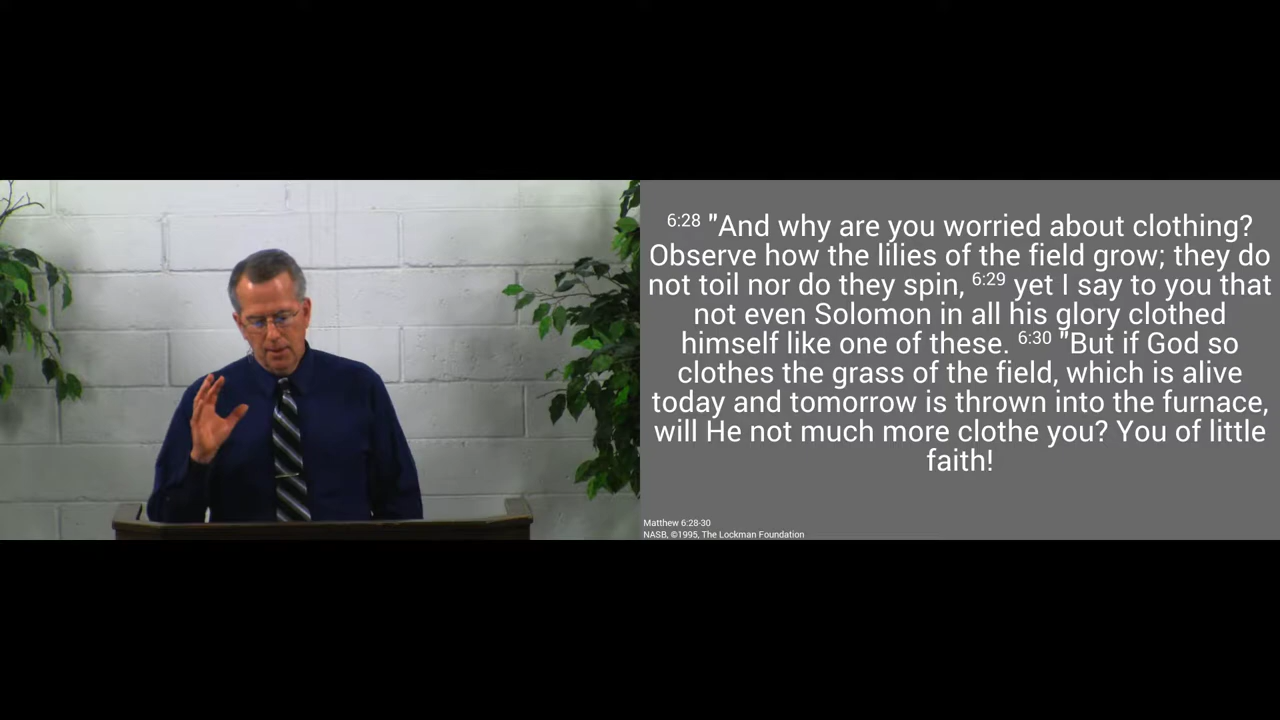 6:28 "And why are you worried about clothing?
Observe how the lilies of the field grow; they do
not toil nor do they spin, 6:29 yet I say to you that
not even Solomon in all his glory clothed
himself like one of these. 6:30 "But if God so
clothes the grass of the field, which is alive
today and tomorrow is thrown into the furnace,
will He not much more clothe you? You of little
faith!
Matthew 6:28-30
NASB, ©1995, The Lockman Foundation